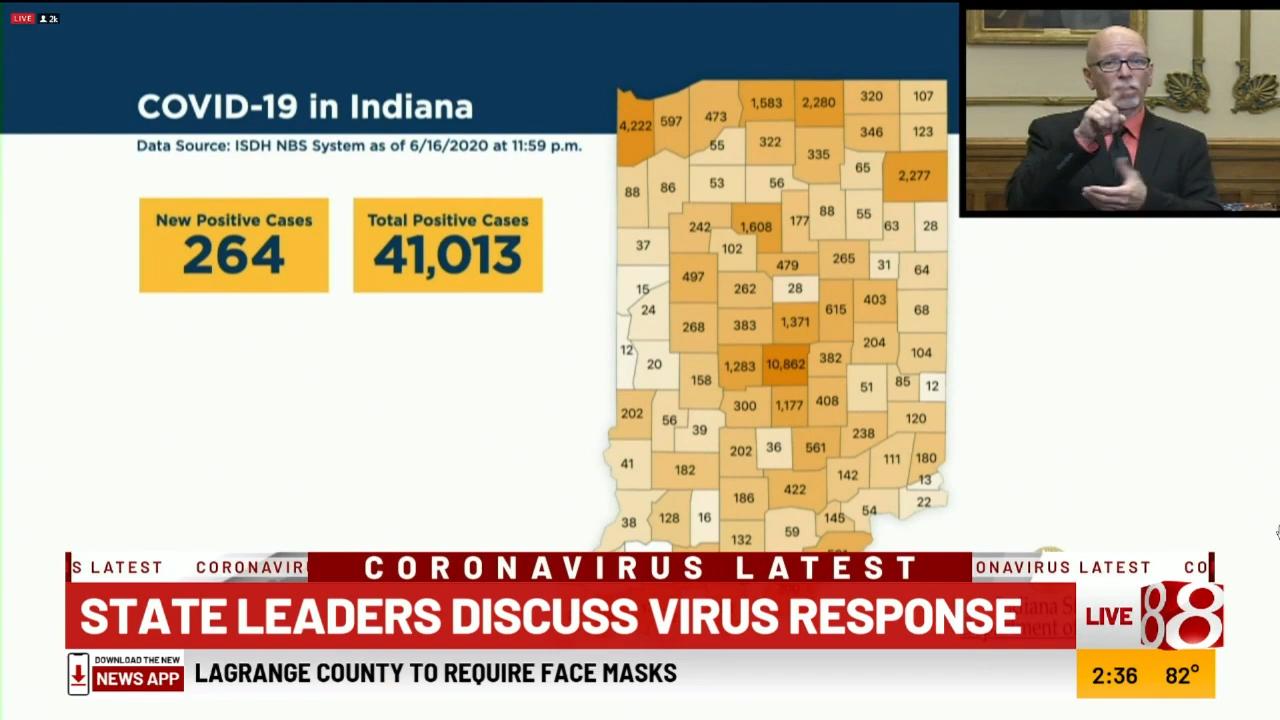 LIVE 2k
COVID-19 in Indiana
Data Source: ISDH NBS System as of 6/16/2020 at 11:59 p.m.
New Positive Cases
264
Total Positive Cases
41,013
4,222 597 473 1,583 2,280 320 107
55 322 335 346 123
88 86 53 56 65 2,277
242 1,608 177 88 55 63 28
37 102 479 265 31 64
15 497 262 28 615 403 68
24 268 383 1,371 204 104
12 20 158 1,283 10,862 382 51 85 12
202 56 39 300 1,177 408 238 120
41 182 202 36 561 142 111 180
13
38 128 16 186 422 145 54 22
132 59
S LATEST CORONAVIR CORONAVIRUS LATEST ONAVIRUS LATEST CO
STATE LEADERS DISCUSS VIRUS RESPONSE
LIVE 8
DOWNLOAD THE NEW
NEWS APP
LAGRANGE COUNTY TO REQUIRE FACE MASKS
2:36 82°